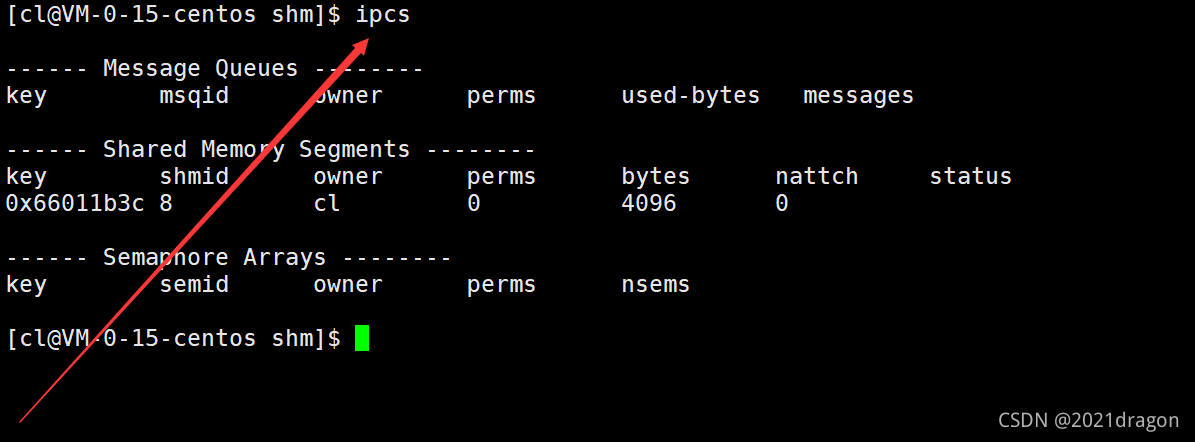 [cl@VM-0-15-centos shm]$ ipcs
------ Message Queues --------
key msqid owner perms used-bytes messages
------ Shared Memory Segments --------
key shmid owner perms bytes nattch status
0x66011b3c 8 cl 0 4096 0
------ Semaphore Arrays --------
key semid owner perms nsems
[cl@VM-0-15-centos shm]$
CSDN @2021dragon